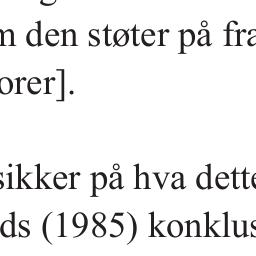 m den støter på fra
orer].
sikker på hva dette
ds (1985) konklus